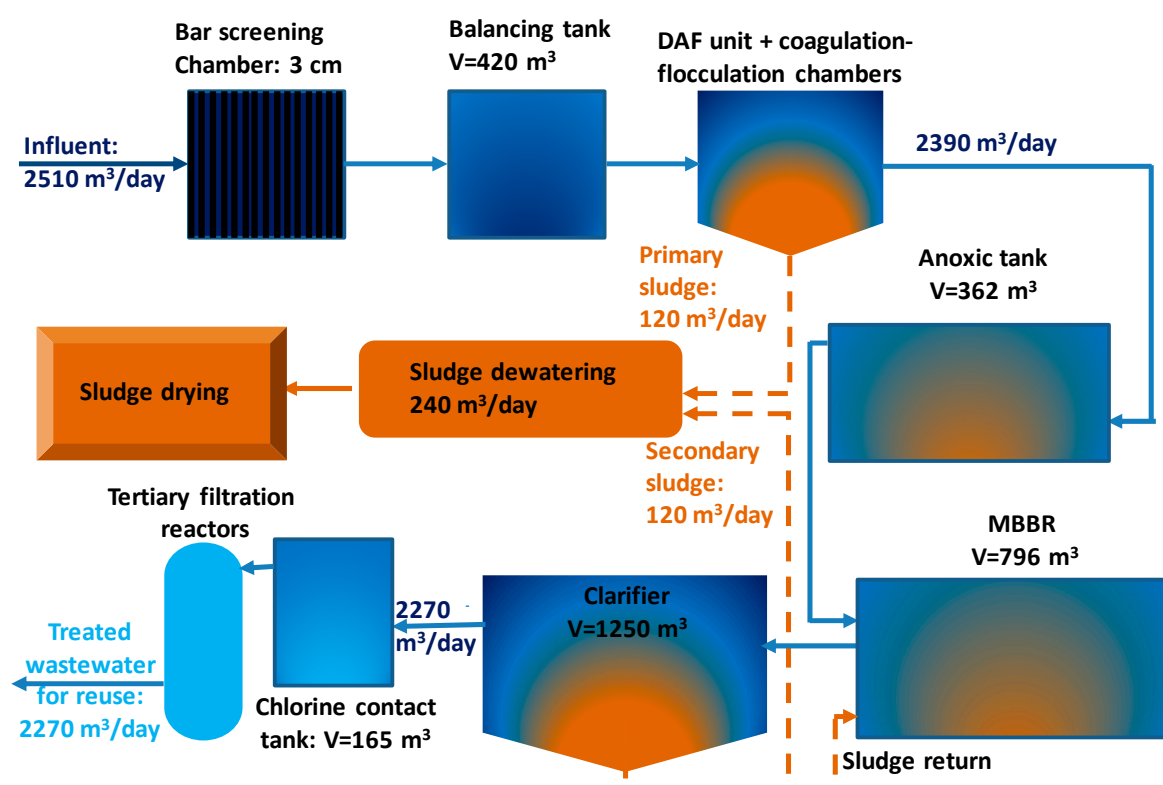 Bar screening
Chamber: 3 cm
Balancing tank
V=420 m³
DAF unit + coagulation-
flocculation chambers
Influent:
2510 m³/day
2390 m³/day
Primary
sludge:
120 m³/day
Anoxic tank
V=362 m³
Sludge drying
Sludge dewatering
240 m³/day
Secondary
sludge:
120 m³/day
Tertiary filtration
reactors
MBBR
V=796 m³
Clarifier
V=1250 m³
2270
m³/day
Treated
wastewater
for reuse:
2270 m³/day
Chlorine contact
tank: V=165 m³
Sludge return